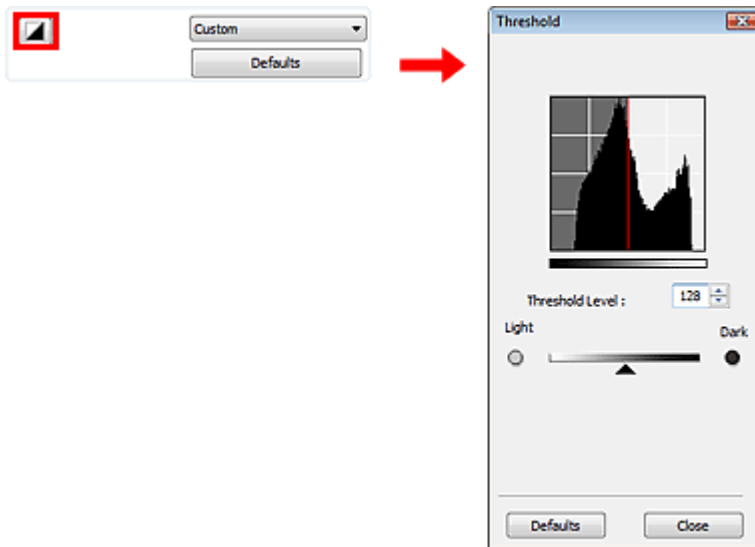 Custom
Defaults
Threshold
Threshold Level :
128
Light
Dark
Defaults
Close